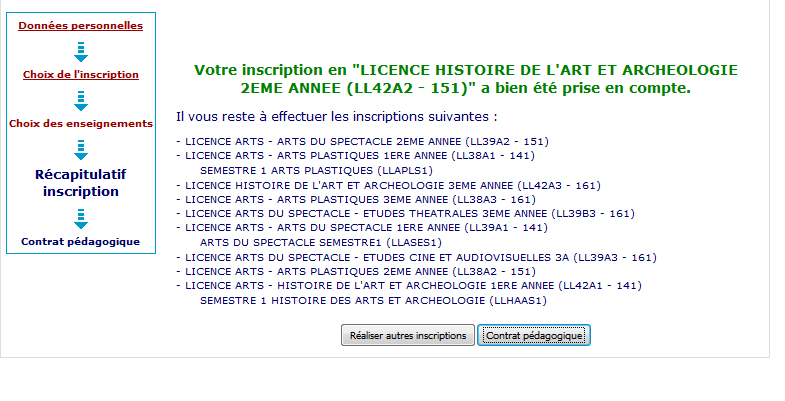 Données personnelles
Choix de l'inscription
Choix des enseignements
Récapitulatif
inscription
Contrat pédagogique
Votre inscription en "LICENCE HISTOIRE DE L'ART ET ARCHEOLOGIE
2EME ANNEE (LL42A2 - 151)" a bien été prise en compte.
Il vous reste à effectuer les inscriptions suivantes :
- LICENCE ARTS - ARTS DU SPECTACLE 2EME ANNEE (LL39A2 - 151)
- LICENCE ARTS - ARTS PLASTIQUES 1ERE ANNEE (LL38A1 - 141)
SEMESTRE 1 ARTS PLASTIQUES (LLAPLS1)
- LICENCE HISTOIRE DE L'ART ET ARCHEOLOGIE 3EME ANNEE (LL42A3 - 161)
- LICENCE ARTS - ARTS PLASTIQUES 3EME ANNEE (LL38A3 - 161)
- LICENCE ARTS DU SPECTACLE - ETUDES THEATRALES 3EME ANNEE (LL39B3 - 161)
- LICENCE ARTS - ARTS DU SPECTACLE 1ERE ANNEE (LL39A1 - 141)
ARTS DU SPECTACLE SEMESTRE1 (LLASES1)
- LICENCE ARTS DU SPECTACLE - ETUDES CINE ET AUDIOVISUELLES 3A (LL39A3 - 161)
- LICENCE ARTS - ARTS PLASTIQUES 2EME ANNEE (LL38A2 - 151)
- LICENCE ARTS - HISTOIRE DE L'ART ET ARCHEOLOGIE 1ERE ANNEE (LL42A1 - 141)
SEMESTRE 1 HISTOIRE DES ARTS ET ARCHEOLOGIE (LLHAAS1)
Réaliser autres inscriptions
Contrat pédagogique